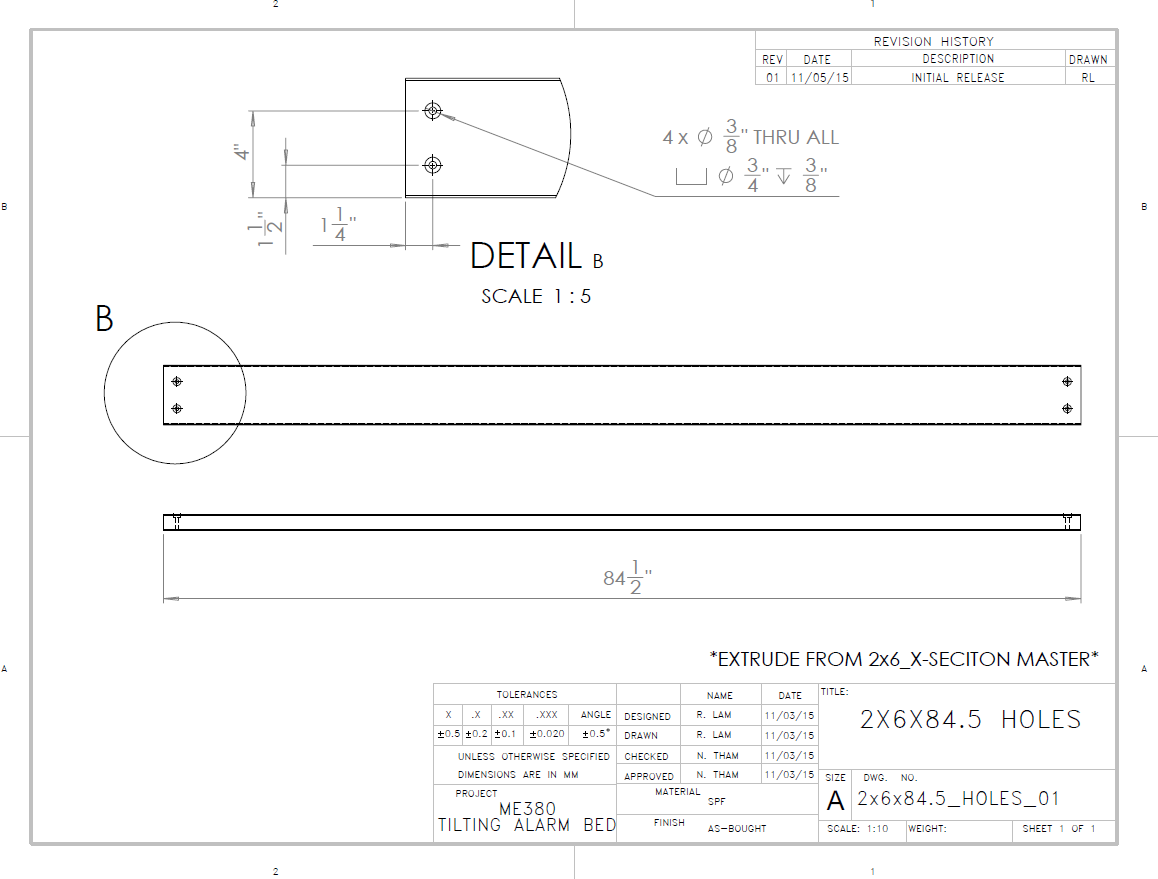 2 1
REVISION HISTORY
REV DATE DESCRIPTION DRAWN
01 11/05/15 INITIAL RELEASE RL
4"
1 1/2"
1 1/4"
4 x ∅ 3/8" THRU ALL
⌴ ∅ 3/4" ↧ 3/8"
DETAIL B
SCALE 1 : 5
B B
B
84 1/2"
*EXTRUDE FROM 2x6_X-SECITON MASTER*
A A
TOLERANCES
X .X .XX .XXX ANGLE
±0.5 ±0.2 ±0.1 ±0.020 ±0.5°
UNLESS OTHERWISE SPECIFIED
DIMENSIONS ARE IN MM
PROJECT
ME380
TILTING ALARM BED
NAME DATE
DESIGNED R. LAM 11/03/15
DRAWN R. LAM 11/03/15
CHECKED N. THAM 11/03/15
APPROVED N. THAM 11/03/15
MATERIAL
SPF
FINISH AS-BOUGHT
TITLE:
2X6X84.5 HOLES
SIZE DWG. NO.
A 2x6x84.5_HOLES_01
SCALE: 1:10 WEIGHT: SHEET 1 OF 1
2 1